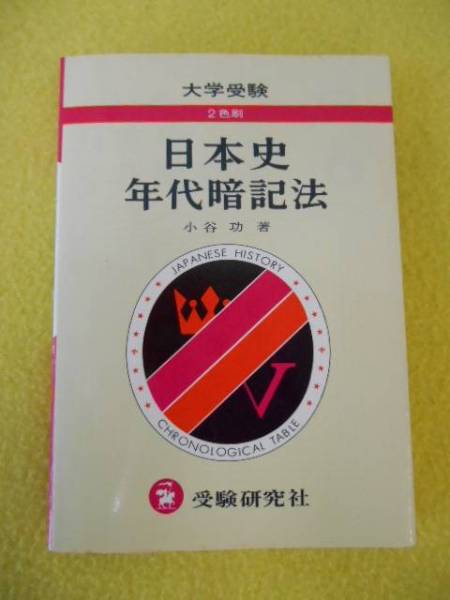 大学受験
2色刷
日本史
年代暗記法
小谷 功 著
JAPANESE HISTORY
V
CHRONOLOGICAL TABLE
受験研究社